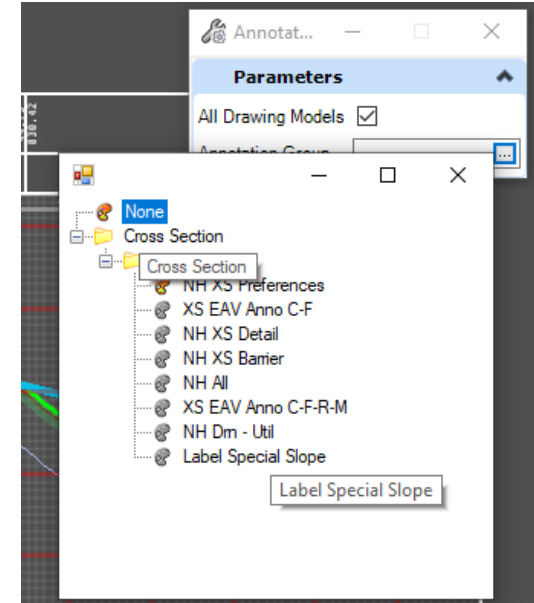 Annotat...
Parameters
All Drawing Models
830.42
Annotation Group
...
None
Cross Section
Cross Section
NH XS Preferences
XS EAV Anno C-F
NH XS Detail
NH XS Barrier
NH All
XS EAV Anno C-F-R-M
NH Drn - Util
Label Special Slope
Label Special Slope